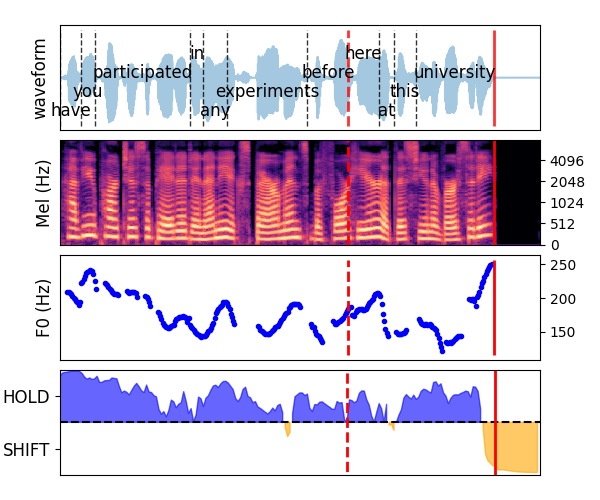 waveform
in here
participated before university
you experiments this
have any at
Mel (Hz)
4096
2048
1024
512
0
F0 (Hz)
250
200
150
HOLD
SHIFT